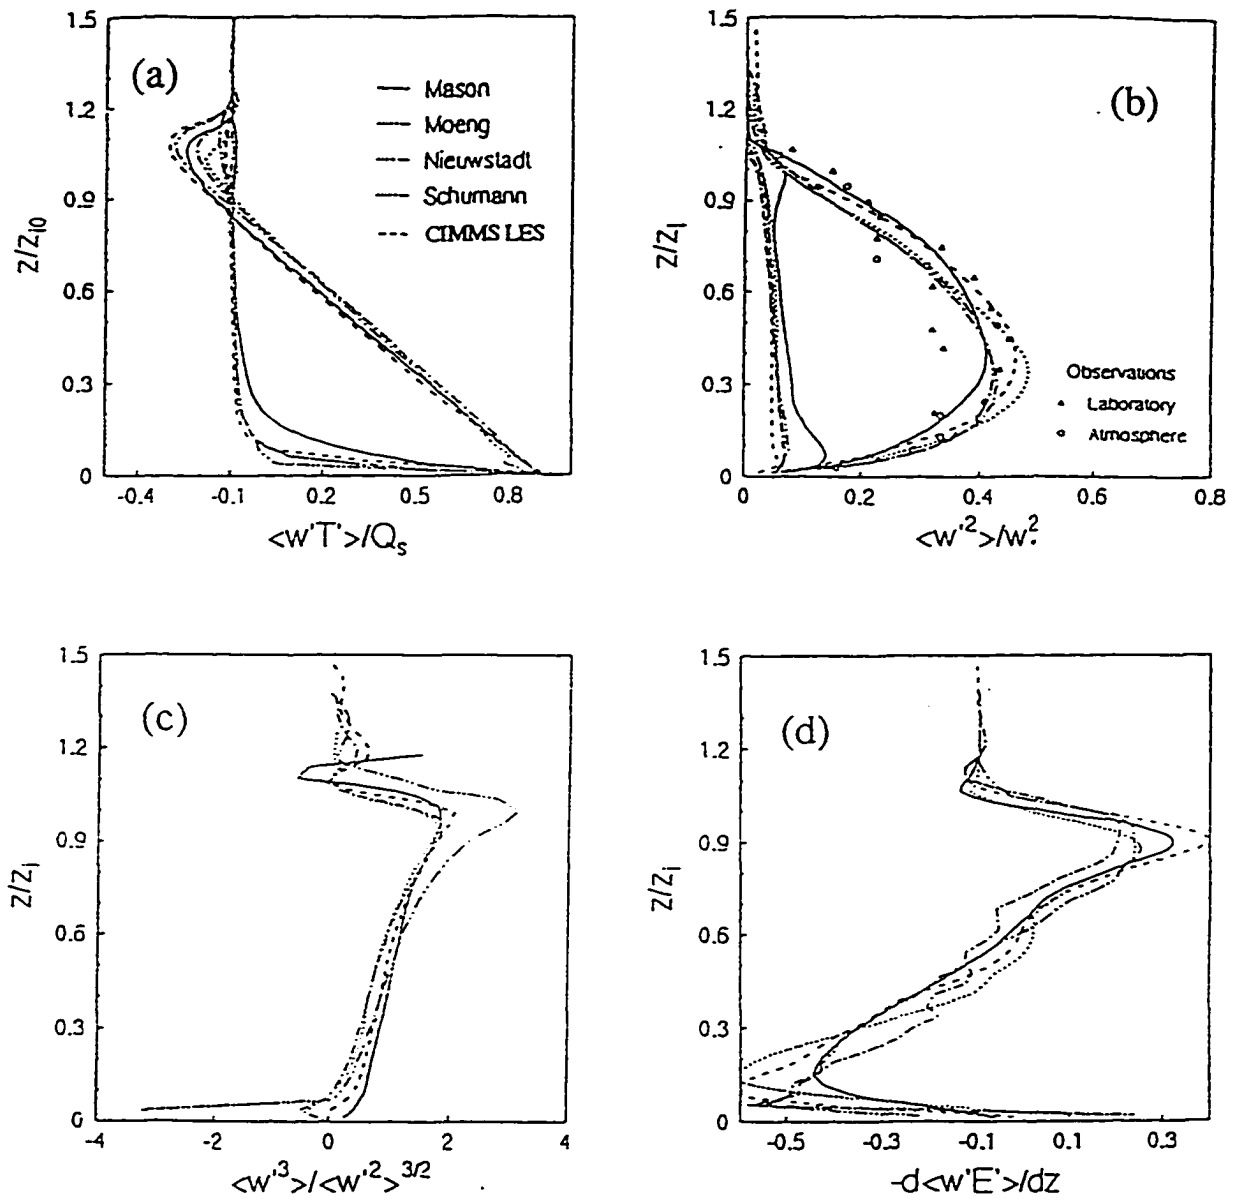 (a)
1.5
1.2
0.9
0.6
0.3
0
Z/Z_{i0}
Mason
Moeng
Nieuwstadt
Schumann
CIMMS LES
-0.4 -0.1 0.2 0.5 0.8
<w'T'>/Q_s
(b)
1.5
1.2
0.9
0.6
0.3
0
Z/Z_i
Observations
Laboratory
Atmosphere
0 0.2 0.4 0.6 0.8
<w'^2>/w_*^2
(c)
1.5
1.2
0.9
0.6
0.3
0
Z/Z_i
-4 -2 0 2 4
<w'^3>/<w'^2>^{3/2}
(d)
1.5
1.2
0.9
0.6
0.3
0
Z/Z_i
-0.5 -0.3 -0.1 0.1 0.3
-d<w'E'>/dz